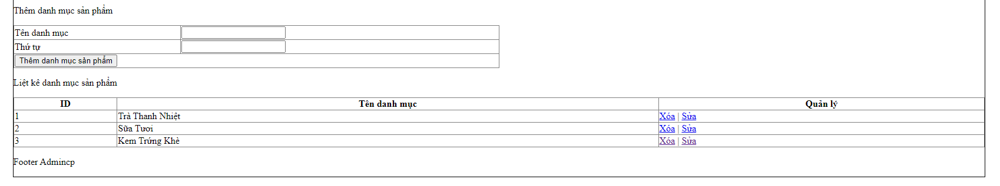 Thêm danh mục sản phẩm
Tên danh mục
Thứ tự
Thêm danh mục sản phẩm
Liệt kê danh mục sản phẩm
ID Tên danh mục Quản lý
1 Trà Thanh Nhiệt Xóa | Sửa
2 Sữa Tươi Xóa | Sửa
3 Kem Trứng Khè Xóa | Sửa
Footer Admincp